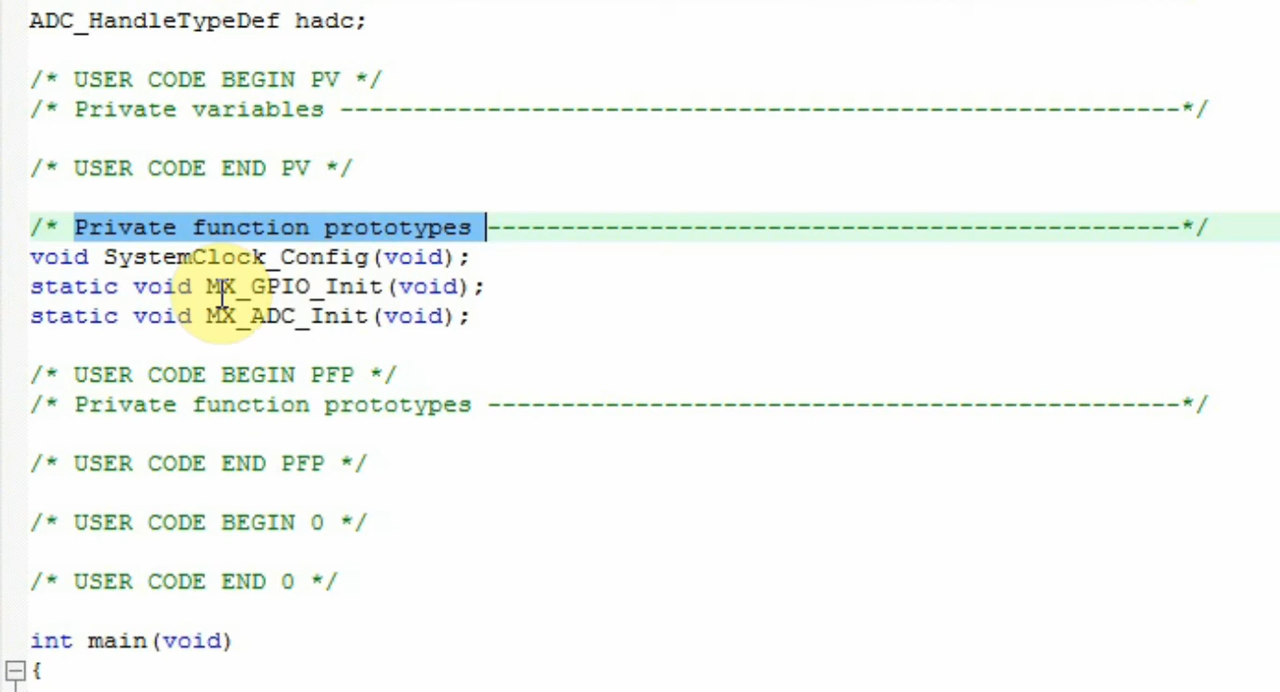 ADC_HandleTypeDef hadc;
/* USER CODE BEGIN PV */
/* Private variables ---------------------------------------------------------*/
/* USER CODE END PV */
/* Private function prototypes -----------------------------------------------*/
void SystemClock_Config(void);
static void MX_GPIO_Init(void);
static void MX_ADC_Init(void);
/* USER CODE BEGIN PFP */
/* Private function prototypes -----------------------------------------------*/
/* USER CODE END PFP */
/* USER CODE BEGIN 0 */
/* USER CODE END 0 */
int main(void)
{